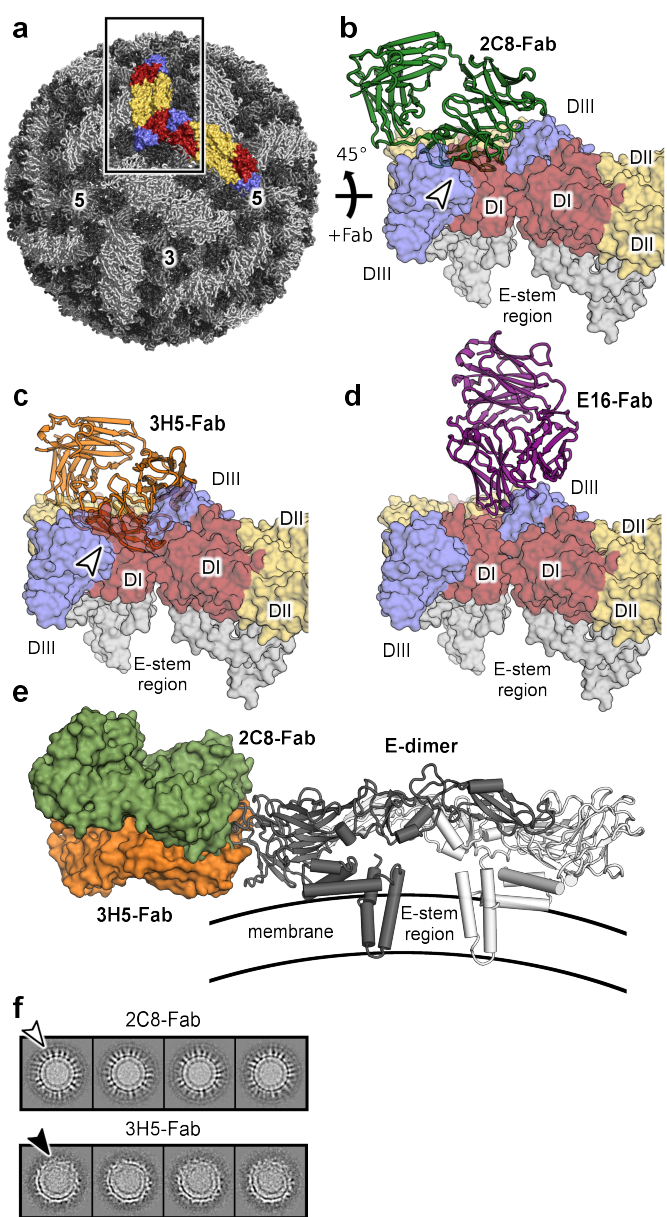 a
5
5
3
b
2C8-Fab
DIII
45°
+Fab
DII
DI
DI
DII
DIII
E-stem
region
c
3H5-Fab
DIII
DII
DI
DI
DII
DIII
E-stem
region
d
E16-Fab
DIII
DII
DI
DI
DII
DIII
E-stem
region
e
2C8-Fab
E-dimer
3H5-Fab
membrane
E-stem
region
f
2C8-Fab
3H5-Fab